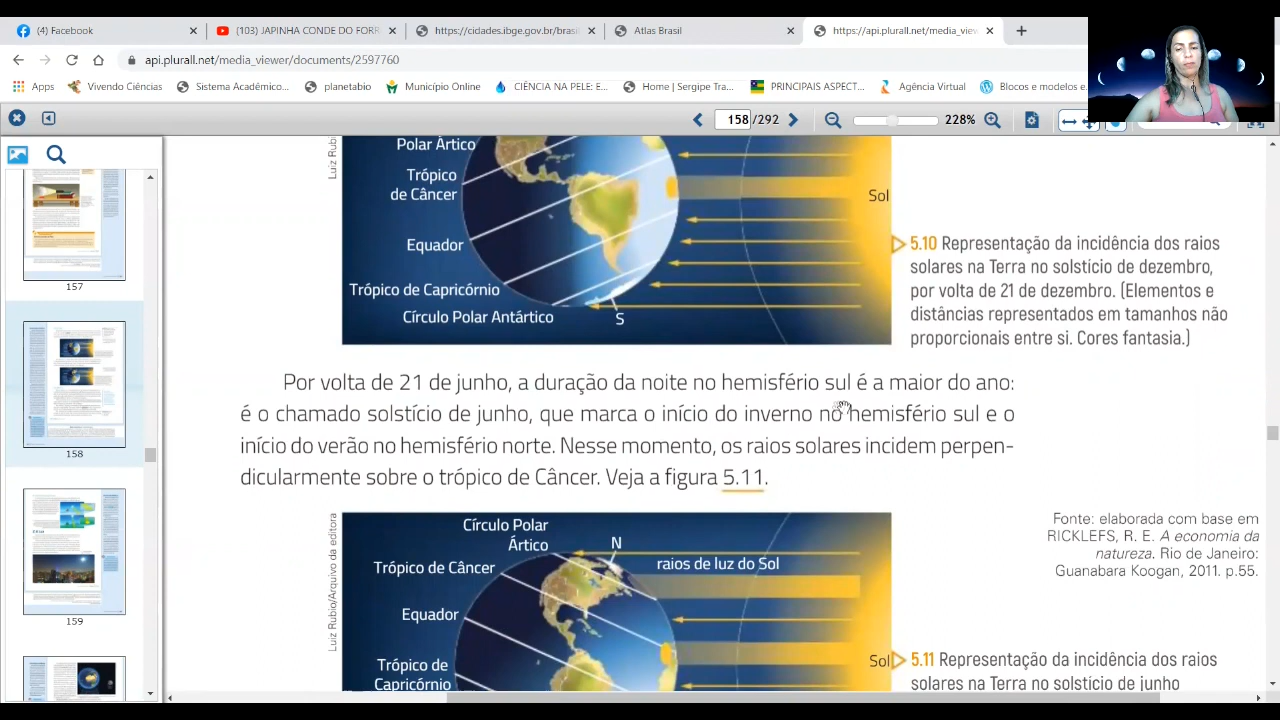 (4) Facebook
(103) JAPINHA CONDE DO FORR
https://cidades.ibge.gov.br/brasi
Atlas Brasil
https://api.plurall.net/media_view
api.plurall.net/media_viewer/documents/2597760
Vivendo Ciências
Sistema Acadêmico...
planetabio
Município Online
CIÊNCIA NA PELE: E...
Home | Sergipe Tra...
PRINCIPAIS ASPECT...
Agência Virtual
Blocos e modelos e
158 /292
228%
157
158
159
Luiz Rubi
Polar Ártico
Trópico
de Câncer
Equador
Trópico de Capricórnio
Círculo Polar Antártico
S
Sol
5.10 Representação da incidência dos raios
solares na Terra no solstício de dezembro,
por volta de 21 de dezembro. (Elementos e
distâncias representados em tamanhos não
proporcionais entre si. Cores fantasia.)
Por volta de 21 de junho, a duração da noite no hemisfério sul é a maior do ano:
é o chamado solstício de junho, que marca o início do inverno no hemisfério sul e o
início do verão no hemisfério norte. Nesse momento, os raios solares incidem perpen-
dicularmente sobre o trópico de Câncer. Veja a figura 5.11.
Luiz Rubio/Arquivo da editora
Círculo Polar
Ártico
N
Trópico de Câncer
raios de luz do Sol
Equador
Trópico de
Capricórnio
Sol
Fonte: elaborada com base em
RICKLEFS, R. E. A economia da
natureza. Rio de Janeiro:
Guanabara Koogan, 2011. p.55.
5.11 Representação da incidência dos raios
solares na Terra no solstício de junho